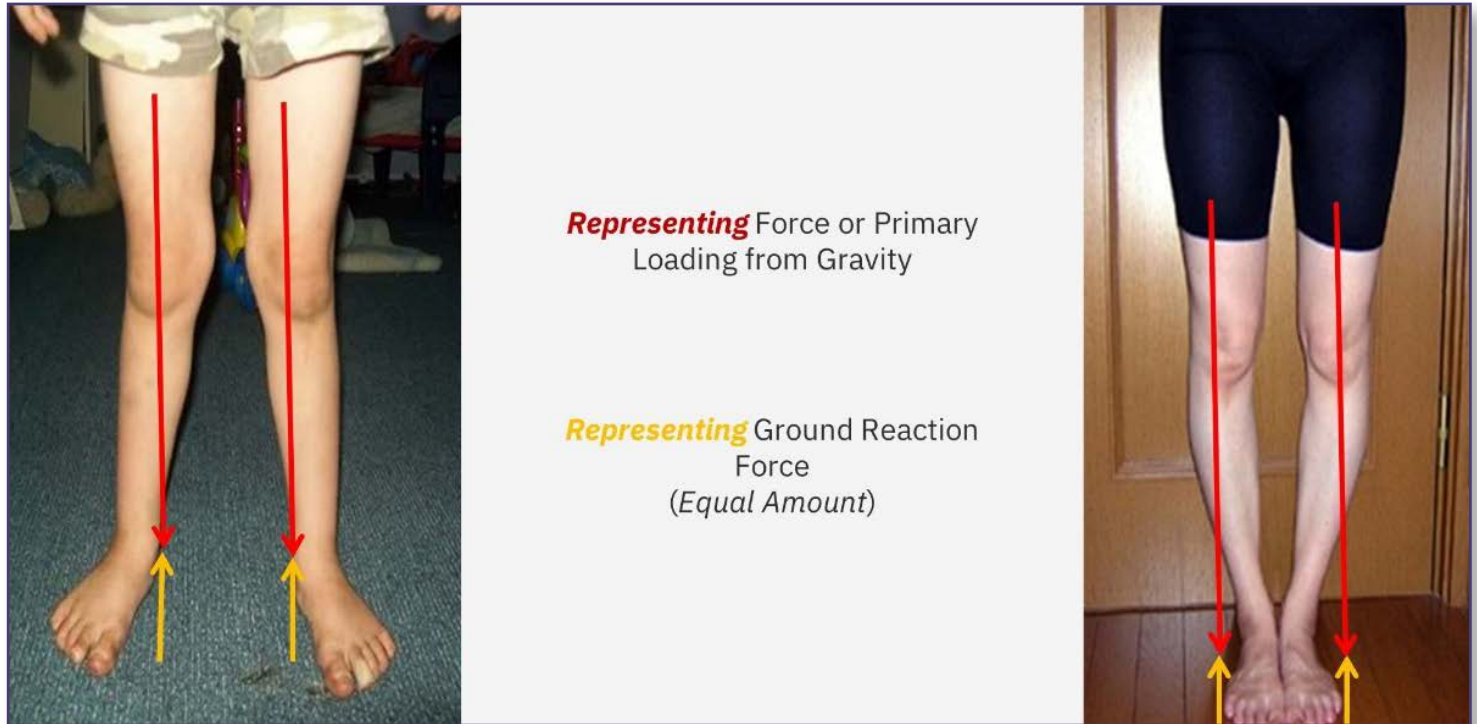 Representing Force or Primary
Loading from Gravity
Representing Ground Reaction
Force
(Equal Amount)